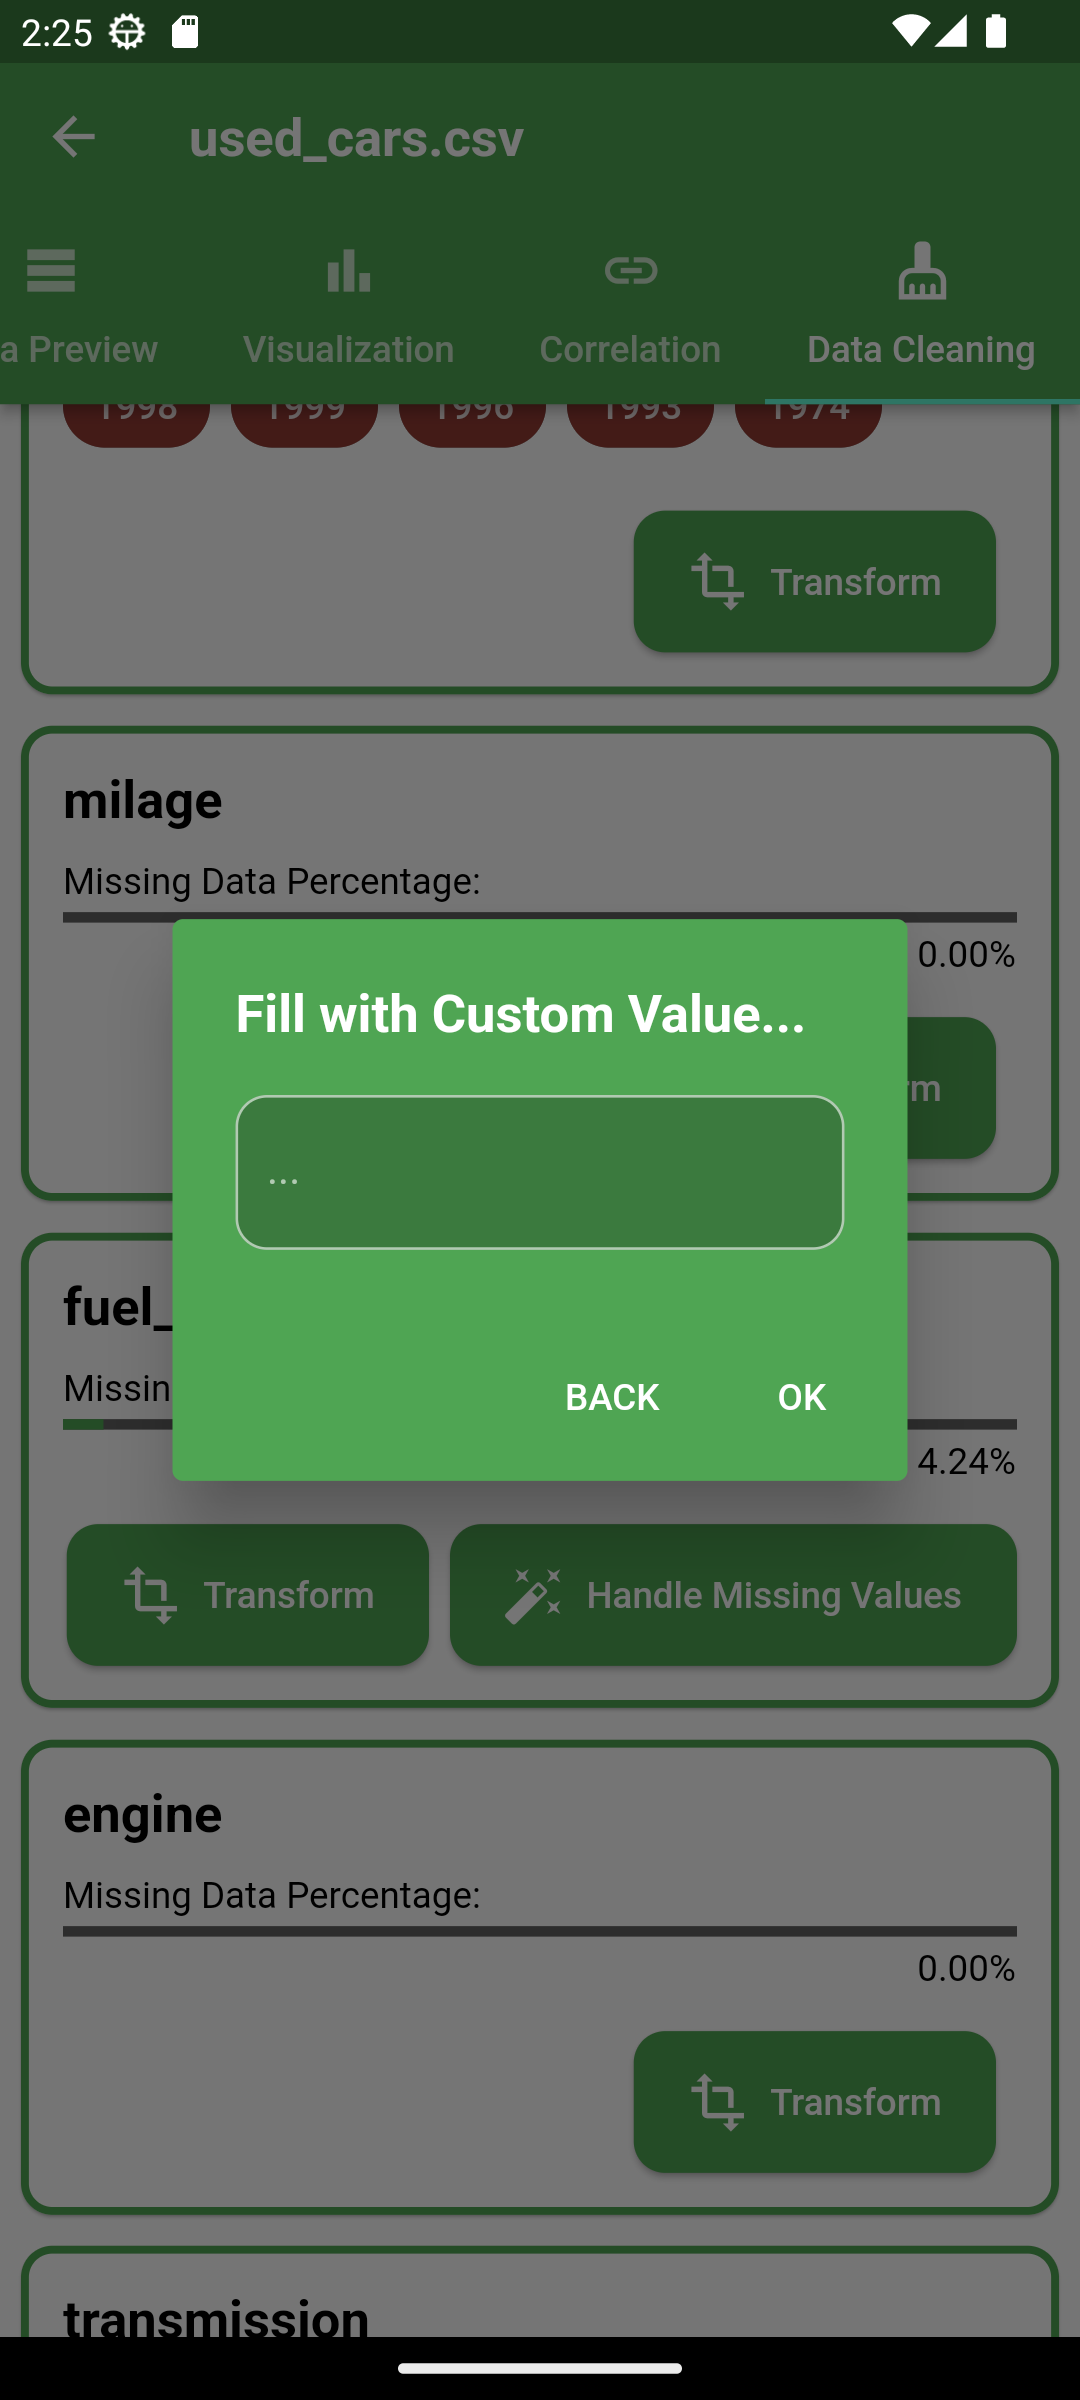 2:25
used_cars.csv
a Preview
Visualization
Correlation
Data Cleaning
1998
1999
1996
1993
1974
Transform
milage
Missing Data Percentage:
0.00%
rm
Fill with Custom Value...
...
BACK
OK
fuel_
Missin
4.24%
Transform
Handle Missing Values
engine
Missing Data Percentage:
0.00%
Transform
transmission